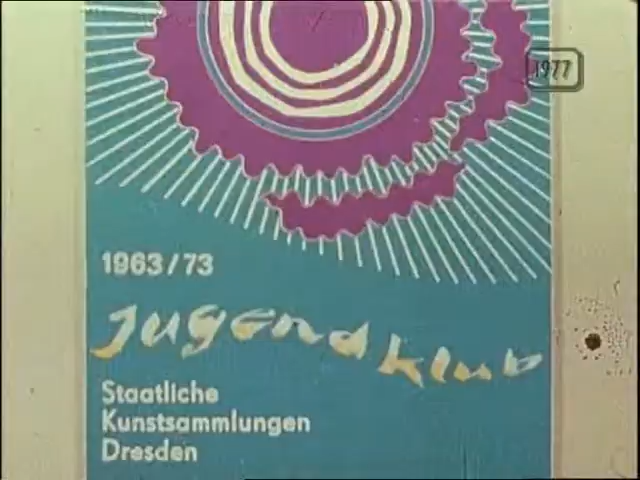 1977
1963/73
Jugendklub
Staatliche
Kunstsammlungen
Dresden